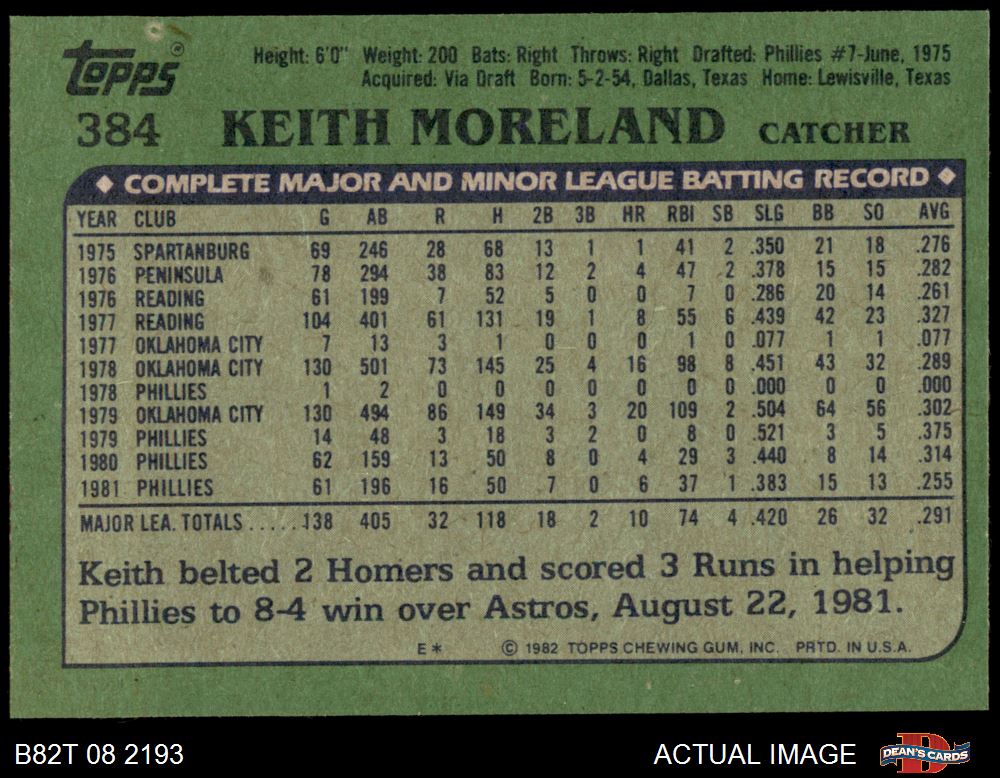 Topps®
Height: 6'0" Weight: 200 Bats: Right Throws: Right Drafted: Phillies #7-June, 1975
Acquired: Via Draft Born: 5-2-54, Dallas, Texas Home: Lewisville, Texas
384 KEITH MORELAND CATCHER
COMPLETE MAJOR AND MINOR LEAGUE BATTING RECORD
YEAR CLUB G AB R H 2B 3B HR RBI SB SLG BB SO AVG
1975 SPARTANBURG 69 246 28 68 13 1 1 41 2 .350 21 18 .276
1976 PENINSULA 78 294 38 83 12 2 4 47 2 .378 15 15 .282
1976 READING 61 199 7 52 5 0 0 7 0 .286 20 14 .261
1977 READING 104 401 61 131 19 1 8 55 6 .439 42 23 .327
1977 OKLAHOMA CITY 7 13 3 1 0 0 0 1 0 .077 1 1 .077
1978 OKLAHOMA CITY 130 501 73 145 25 4 16 98 8 .451 43 32 .289
1978 PHILLIES 1 2 0 0 0 0 0 0 0 .000 0 0 .000
1979 OKLAHOMA CITY 130 494 86 149 34 3 20 109 2 .504 64 56 .302
1979 PHILLIES 14 48 3 18 3 2 0 8 0 .521 3 5 .375
1980 PHILLIES 62 159 13 50 8 0 4 29 3 .440 8 14 .314
1981 PHILLIES 61 196 16 50 7 0 6 37 1 .383 15 13 .255
MAJOR LEA. TOTALS .....138 405 32 118 18 2 10 74 4 .420 26 32 .291
Keith belted 2 Homers and scored 3 Runs in helping
Phillies to 8-4 win over Astros, August 22, 1981.
E* © 1982 TOPPS CHEWING GUM, INC. PRTD. IN U.S.A.
B82T 08 2193 ACTUAL IMAGE DEAN'S CARDS